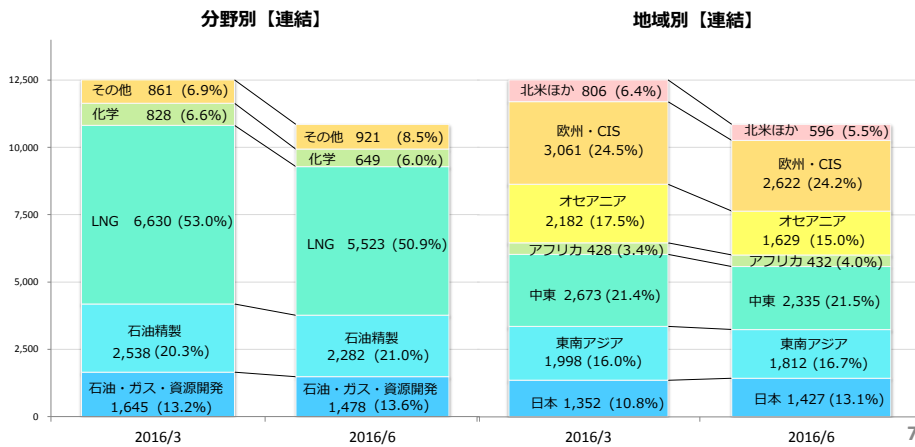 分野別【連結】
12,500
10,000
7,500
5,000
2,500
0
その他 861 (6.9%)
化学 828 (6.6%)
LNG 6,630 (53.0%)
石油精製
2,538 (20.3%)
石油・ガス・資源開発
1,645 (13.2%)
2016/3
その他 921 (8.5%)
化学 649 (6.0%)
LNG 5,523 (50.9%)
石油精製
2,282 (21.0%)
石油・ガス・資源開発
1,478 (13.6%)
2016/6
地域別【連結】
北米ほか 806 (6.4%)
欧州・CIS
3,061 (24.5%)
オセアニア
2,182 (17.5%)
アフリカ 428 (3.4%)
中東 2,673 (21.4%)
東南アジア
1,998 (16.0%)
日本 1,352 (10.8%)
2016/3
北米ほか 596 (5.5%)
欧州・CIS
2,622 (24.2%)
オセアニア
1,629 (15.0%)
アフリカ 432 (4.0%)
中東 2,335 (21.5%)
東南アジア
1,812 (16.7%)
日本 1,427 (13.1%)
2016/6
7